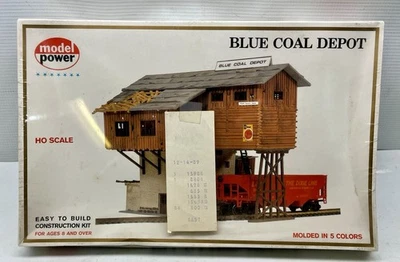 model
power
BLUE COAL DEPOT
BLUE COAL DEPOT
HO SCALE
EASY TO BUILD
CONSTRUCTION KIT
FOR AGES 8 AND OVER
MOLDED IN 5 COLORS